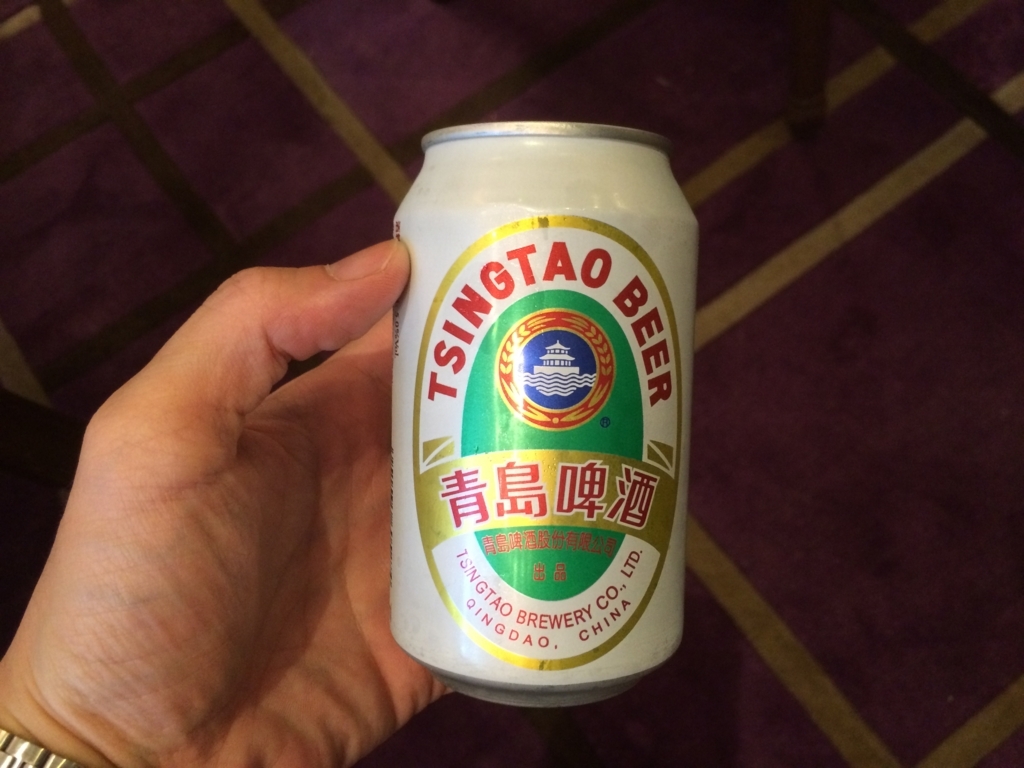 TSINGTAO BEER
®
青島啤酒
青島啤酒股份有限公司
出品
TSINGTAO BREWERY CO., LTD.
QINGDAO, CHINA